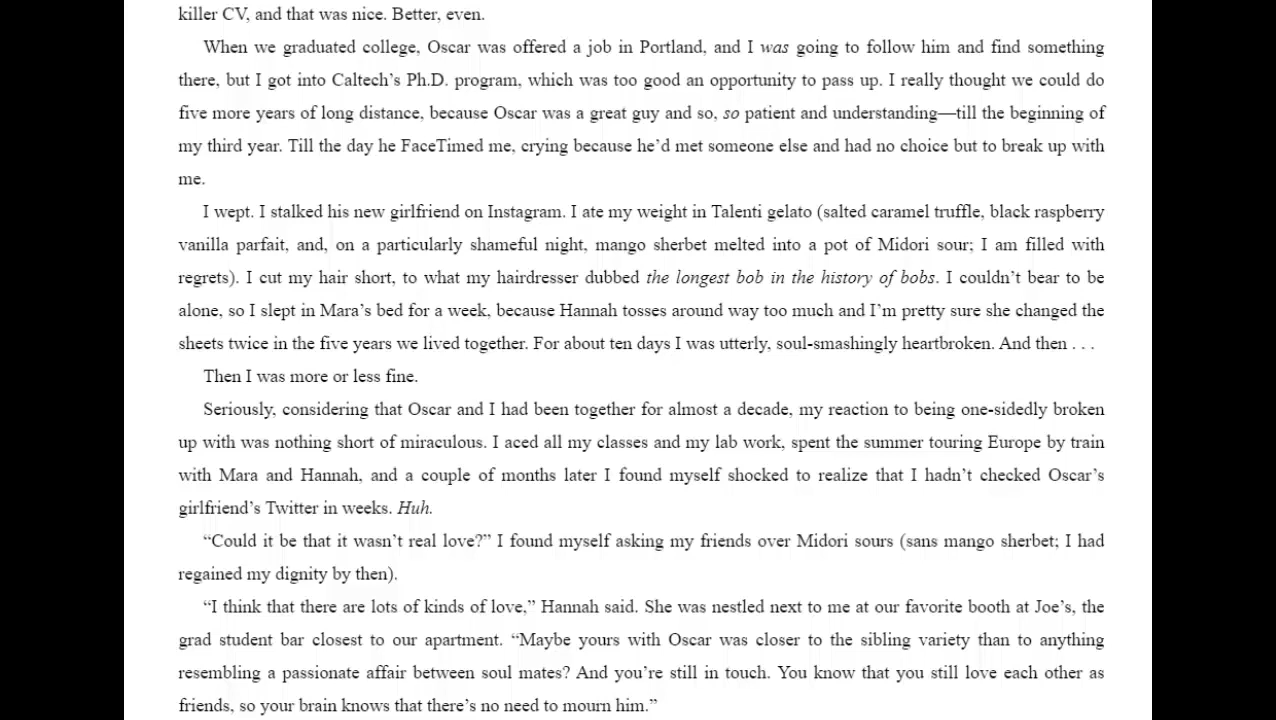 killer CV, and that was nice. Better, even.
When we graduated college, Oscar was offered a job in Portland, and I was going to follow him and find something
there, but I got into Caltech’s Ph.D. program, which was too good an opportunity to pass up. I really thought we could do
five more years of long distance, because Oscar was a great guy and so, so patient and understanding—till the beginning of
my third year. Till the day he FaceTimed me, crying because he’d met someone else and had no choice but to break up with
me.
I wept. I stalked his new girlfriend on Instagram. I ate my weight in Talenti gelato (salted caramel truffle, black raspberry
vanilla parfait, and, on a particularly shameful night, mango sherbet melted into a pot of Midori sour; I am filled with
regrets). I cut my hair short, to what my hairdresser dubbed the longest bob in the history of bobs. I couldn’t bear to be
alone, so I slept in Mara’s bed for a week, because Hannah tosses around way too much and I’m pretty sure she changed the
sheets twice in the five years we lived together. For about ten days I was utterly, soul-smashingly heartbroken. And then . . .
Then I was more or less fine.
Seriously, considering that Oscar and I had been together for almost a decade, my reaction to being one-sidedly broken
up with was nothing short of miraculous. I aced all my classes and my lab work, spent the summer touring Europe by train
with Mara and Hannah, and a couple of months later I found myself shocked to realize that I hadn’t checked Oscar’s
girlfriend’s Twitter in weeks. Huh.
“Could it be that it wasn’t real love?” I found myself asking my friends over Midori sours (sans mango sherbet; I had
regained my dignity by then).
“I think that there are lots of kinds of love,” Hannah said. She was nestled next to me at our favorite booth at Joe’s, the
grad student bar closest to our apartment. “Maybe yours with Oscar was closer to the sibling variety than to anything
resembling a passionate affair between soul mates? And you’re still in touch. You know that you still love each other as
friends, so your brain knows that there’s no need to mourn him.”